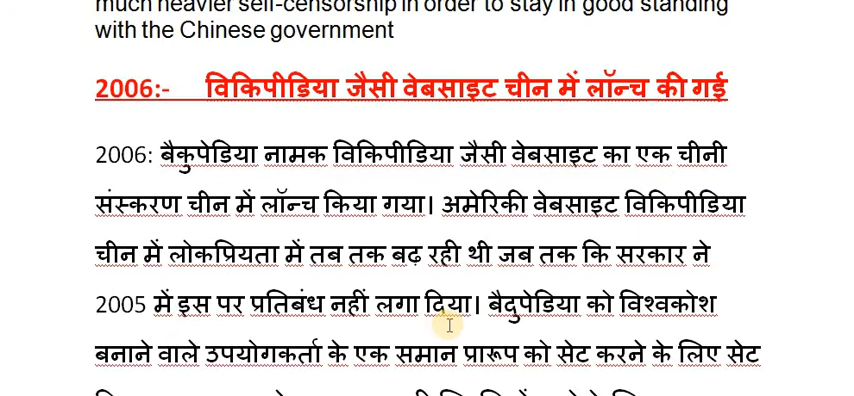 much heavier self-censorship in order to stay in good standing
with the Chinese government
2006:- विकिपीडिया जैसी वेबसाइट चीन में लॉन्च की गई
2006: बैकुपेडिया नामक विकिपीडिया जैसी वेबसाइट का एक चीनी
संस्करण चीन में लॉन्च किया गया। अमेरिकी वेबसाइट विकिपीडिया
चीन में लोकप्रियता में तब तक बढ़ रही थी जब तक कि सरकार ने
2005 में इस पर प्रतिबंध नहीं लगा दिया। बैदुपेडिया को विश्वकोश
बनाने वाले उपयोगकर्ता के एक समान प्रारूप को सेट करने के लिए सेट